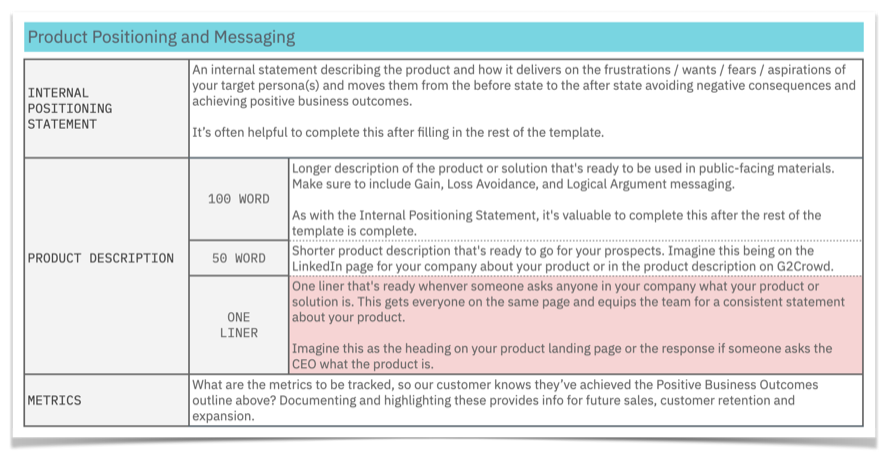 Product Positioning and Messaging
INTERNAL
POSITIONING
STATEMENT
An internal statement describing the product and how it delivers on the frustrations / wants / fears / aspirations of
your target persona(s) and moves them from the before state to the after state avoiding negative consequences and
achieving positive business outcomes.
It's often helpful to complete this after filling in the rest of the template.
PRODUCT DESCRIPTION
100 WORD
Longer description of the product or solution that's ready to be used in public-facing materials.
Make sure to include Gain, Loss Avoidance, and Logical Argument messaging.
As with the Internal Positioning Statement, it's valuable to complete this after the rest of the
template is complete.
50 WORD
Shorter product description that's ready to go for your prospects. Imagine this being on the
LinkedIn page for your company about your product or in the product description on G2Crowd.
ONE
LINER
One liner that's ready whenver someone asks anyone in your company what your product or
solution is. This gets everyone on the same page and equips the team for a consistent statement
about your product.
Imagine this as the heading on your product landing page or the response if someone asks the
CEO what the product is.
METRICS
What are the metrics to be tracked, so our customer knows they've achieved the Positive Business Outcomes
outline above? Documenting and highlighting these provides info for future sales, customer retention and
expansion.